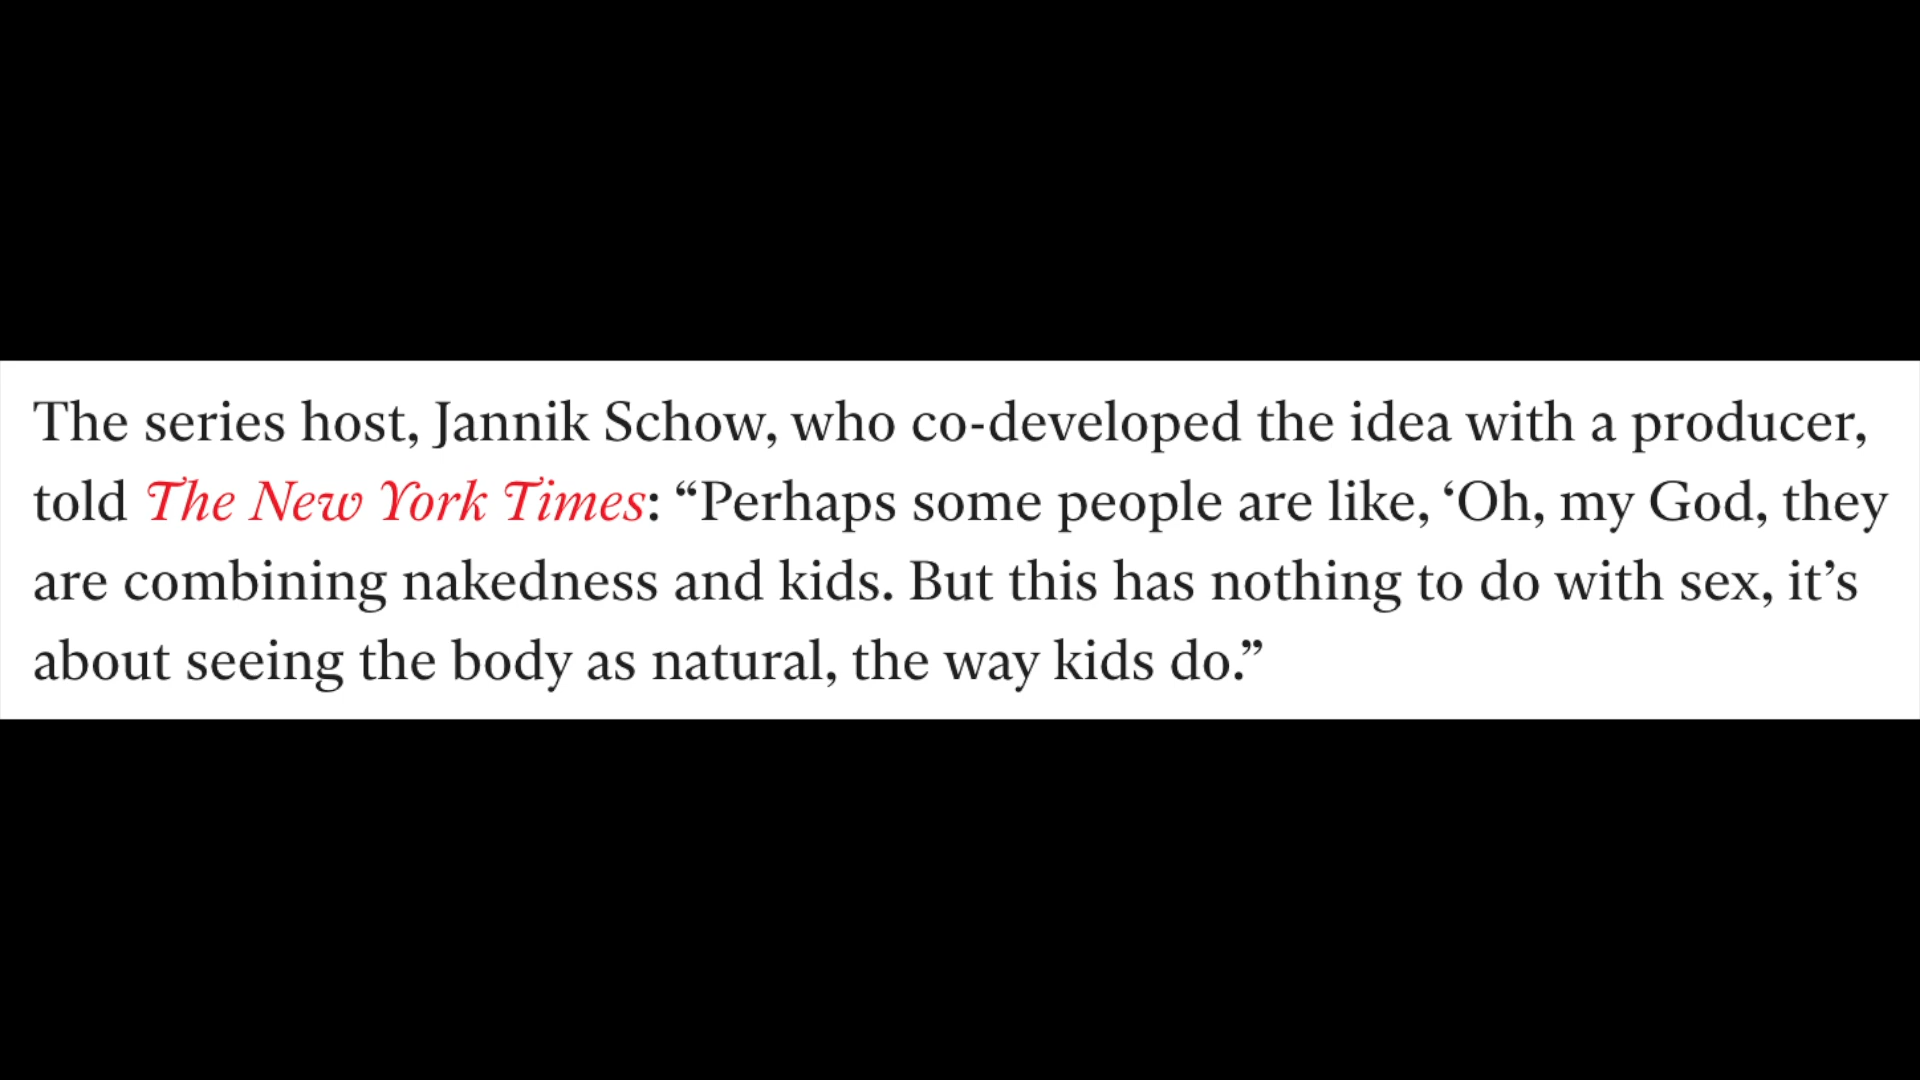 The series host, Jannik Schow, who co-developed the idea with a producer,
told The New York Times: “Perhaps some people are like, ‘Oh, my God, they
are combining nakedness and kids. But this has nothing to do with sex, it’s
about seeing the body as natural, the way kids do.”